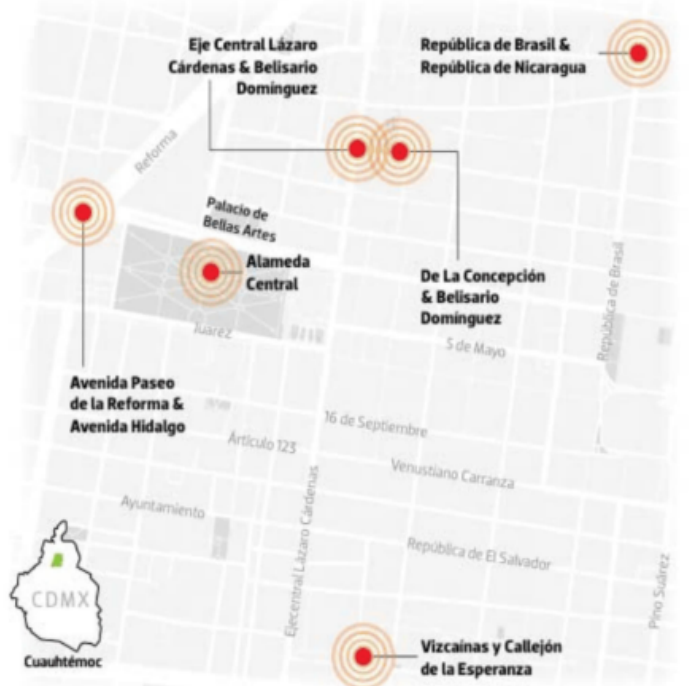 Eje Central Lázaro
Cárdenas & Belisario
Domínguez
República de Brasil &
República de Nicaragua
Reforma
Palacio de
Bellas Artes
Alameda
Central
De La Concepción
& Belisario
Domínguez
República de Brasil
Tuarez
5 de Mayo
Avenida Paseo
de la Reforma &
Avenida Hidalgo
16 de Septiembre
Árticulo 123
Venustiano Carranza
Ayuntamiento
Ejecentral Lázaro Cárdenas
República de El Salvador
Pino Suárez
CDMX
Cuauhtémoc
Vizcaínas y Callejón
de la Esperanza